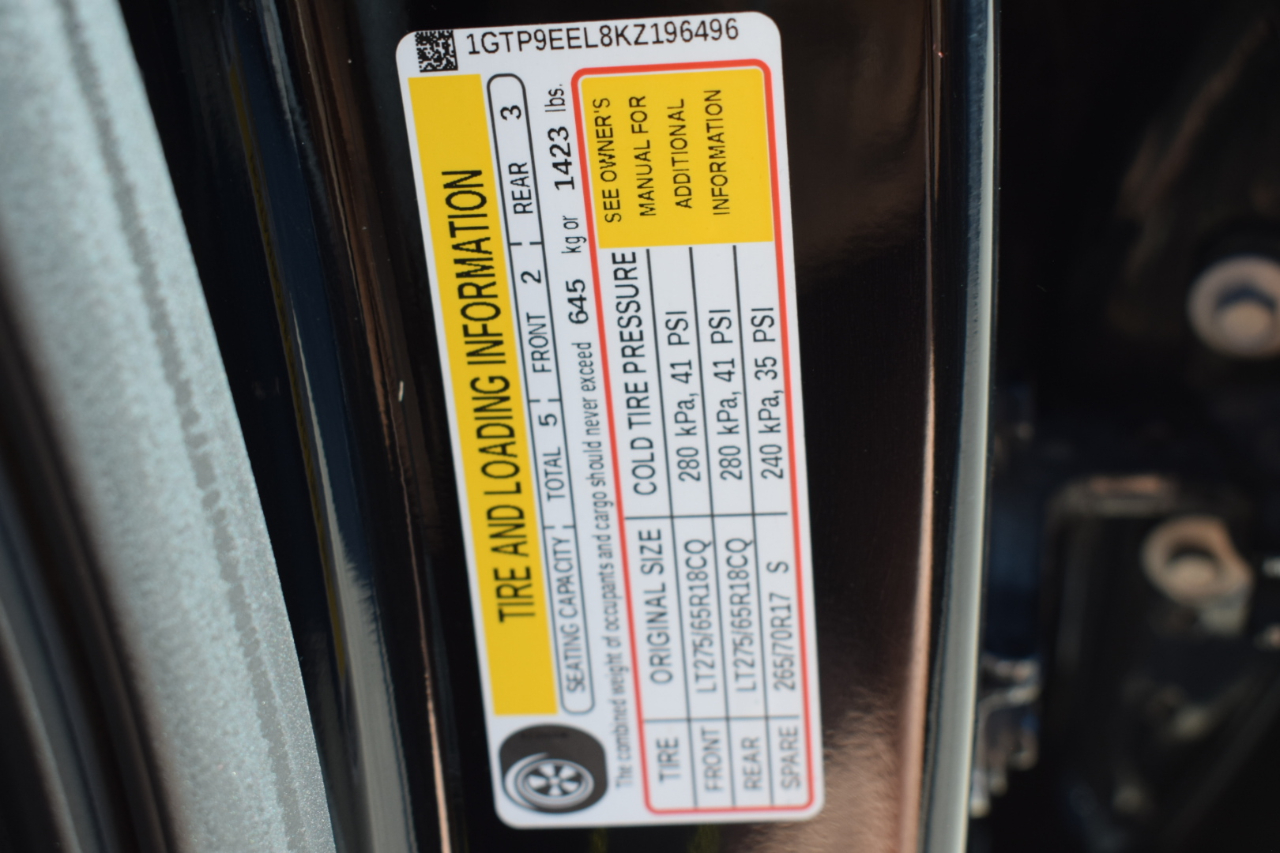 1GTP9EEL8KZ196496
TIRE AND LOADING INFORMATION
SEATING CAPACITY TOTAL 5 FRONT 2 REAR 3
The combined weight of occupants and cargo should never exceed 645 kg or 1423 lbs.
TIRE ORIGINAL SIZE COLD TIRE PRESSURE
FRONT LT275/65R18CQ 280 kPa, 41 PSI
REAR LT275/65R18CQ 280 kPa, 41 PSI
SPARE 265/70R17 S 240 kPa, 35 PSI
SEE OWNER'S
MANUAL FOR
ADDITIONAL
INFORMATION